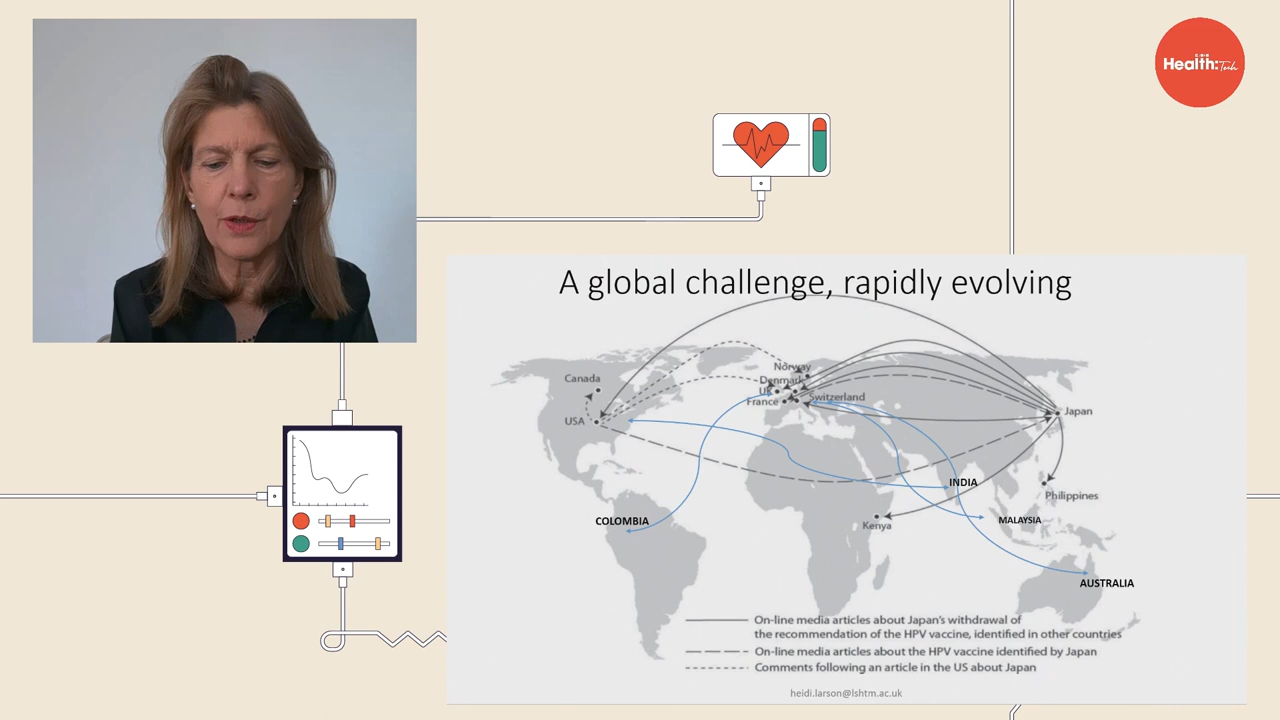 Health:Tech
A global challenge, rapidly evolving
Norway
Canada
Denmark
UK
France
Switzerland
USA
Japan
INDIA
Philippines
COLOMBIA
Kenya
MALAYSIA
AUSTRALIA
On-line media articles about Japan's withdrawal of
the recommendation of the HPV vaccine, identified in other countries
On-line media articles about the HPV vaccine identified by Japan
Comments following an article in the US about Japan
heidi.larson@lshtm.ac.uk